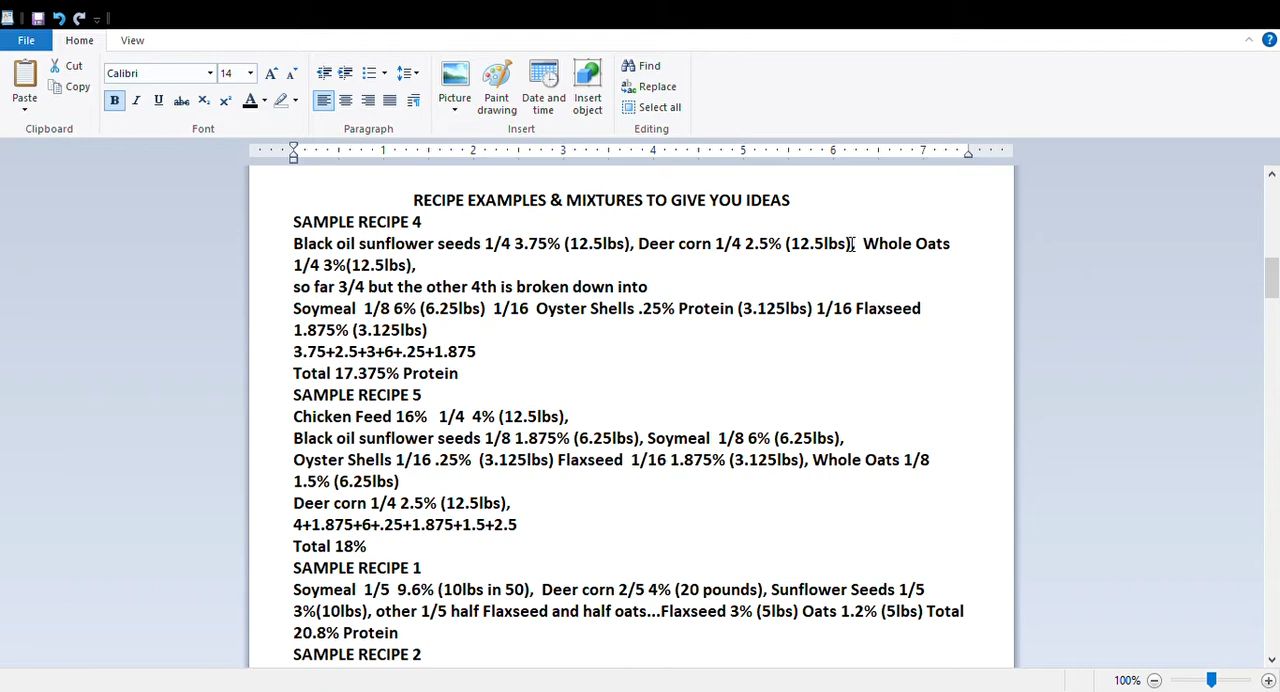 File Home View
Paste Cut Copy Calibri 14 Find Replace Select all
B I U abc X₂ X² A Picture Paint drawing Date and time Insert object
Clipboard Font Paragraph Insert Editing
1 2 3 4 5 6 7
RECIPE EXAMPLES & MIXTURES TO GIVE YOU IDEAS
SAMPLE RECIPE 4
Black oil sunflower seeds 1/4 3.75% (12.5lbs), Deer corn 1/4 2.5% (12.5lbs), Whole Oats
1/4 3%(12.5lbs),
so far 3/4 but the other 4th is broken down into
Soymeal 1/8 6% (6.25lbs) 1/16 Oyster Shells .25% Protein (3.125lbs) 1/16 Flaxseed
1.875% (3.125lbs)
3.75+2.5+3+6+.25+1.875
Total 17.375% Protein
SAMPLE RECIPE 5
Chicken Feed 16% 1/4 4% (12.5lbs),
Black oil sunflower seeds 1/8 1.875% (6.25lbs), Soymeal 1/8 6% (6.25lbs),
Oyster Shells 1/16 .25% (3.125lbs) Flaxseed 1/16 1.875% (3.125lbs), Whole Oats 1/8
1.5% (6.25lbs)
Deer corn 1/4 2.5% (12.5lbs),
4+1.875+6+.25+1.875+1.5+2.5
Total 18%
SAMPLE RECIPE 1
Soymeal 1/5 9.6% (10lbs in 50), Deer corn 2/5 4% (20 pounds), Sunflower Seeds 1/5
3%(10lbs), other 1/5 half Flaxseed and half oats...Flaxseed 3% (5lbs) Oats 1.2% (5lbs) Total
20.8% Protein
SAMPLE RECIPE 2
100%